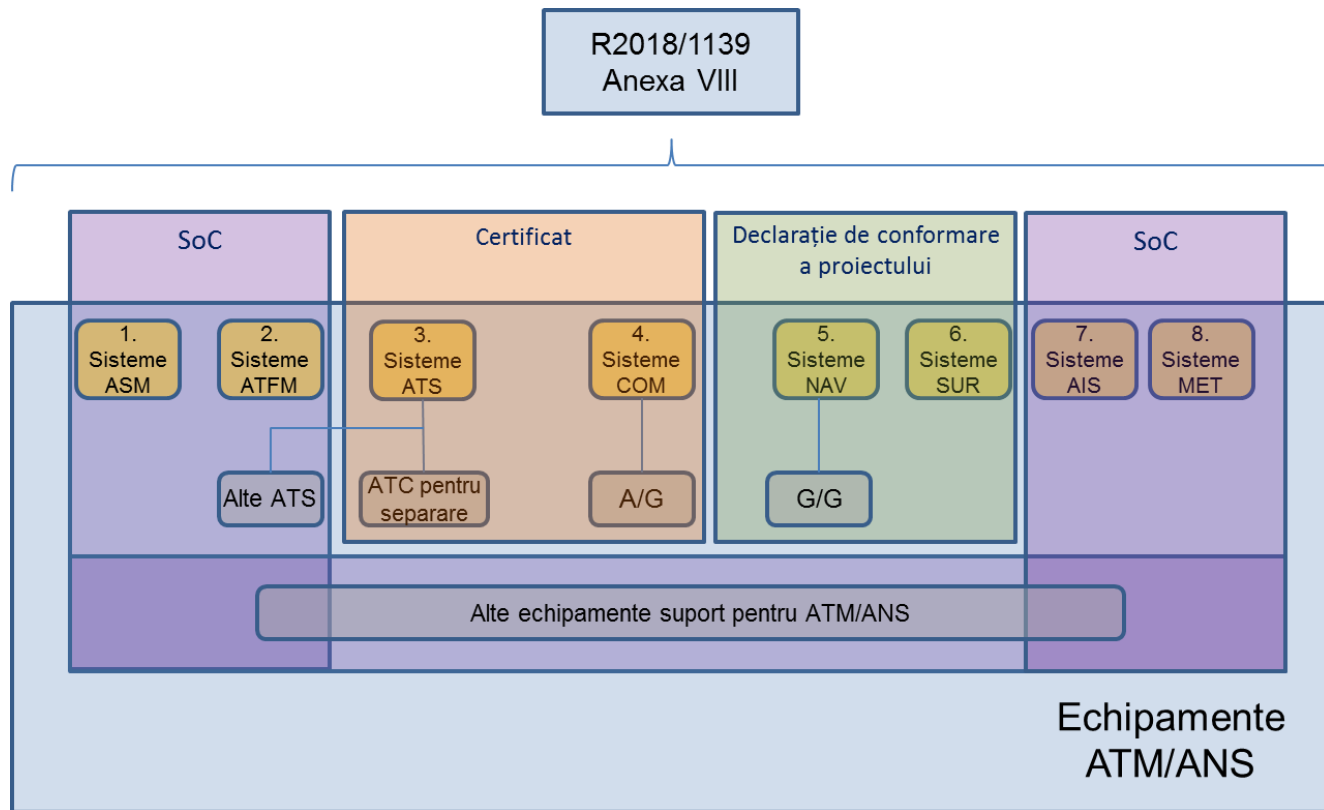 R2018/1139
Anexa VIII
SoC
Certificat
Declarație de conformare
a proiectului
SoC
1.
Sisteme
ASM
2.
Sisteme
ATFM
3.
Sisteme
ATS
4.
Sisteme
COM
5.
Sisteme
NAV
6.
Sisteme
SUR
7.
Sisteme
AIS
8.
Sisteme
MET
Alte ATS
ATC pentru
separare
A/G
G/G
Alte echipamente suport pentru ATM/ANS
Echipamente
ATM/ANS